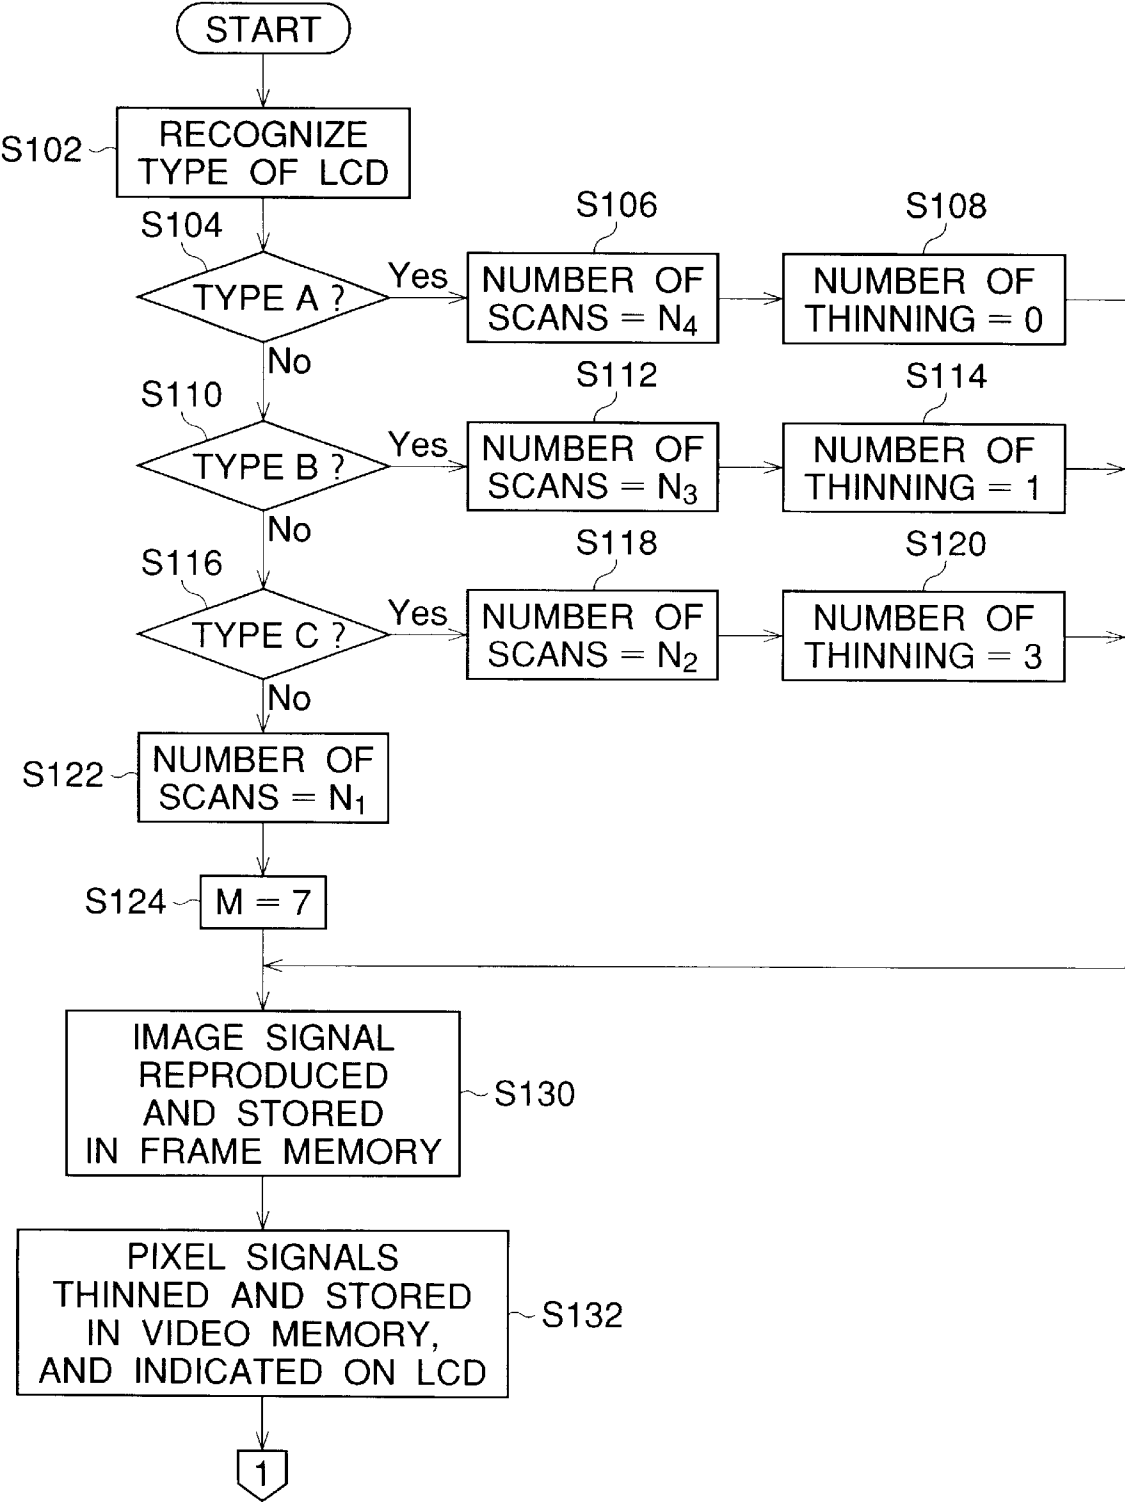 START
S102
RECOGNIZE
TYPE OF LCD
S104
TYPE A ?
Yes
No
S106
NUMBER OF
SCANS = N4
S108
NUMBER OF
THINNING = 0
S110
TYPE B ?
Yes
No
S112
NUMBER OF
SCANS = N3
S114
NUMBER OF
THINNING = 1
S116
TYPE C ?
Yes
No
S118
NUMBER OF
SCANS = N2
S120
NUMBER OF
THINNING = 3
S122
NUMBER OF
SCANS = N1
S124
M = 7
IMAGE SIGNAL
REPRODUCED
AND STORED
IN FRAME MEMORY
S130
PIXEL SIGNALS
THINNED AND STORED
IN VIDEO MEMORY,
AND INDICATED ON LCD
S132
1